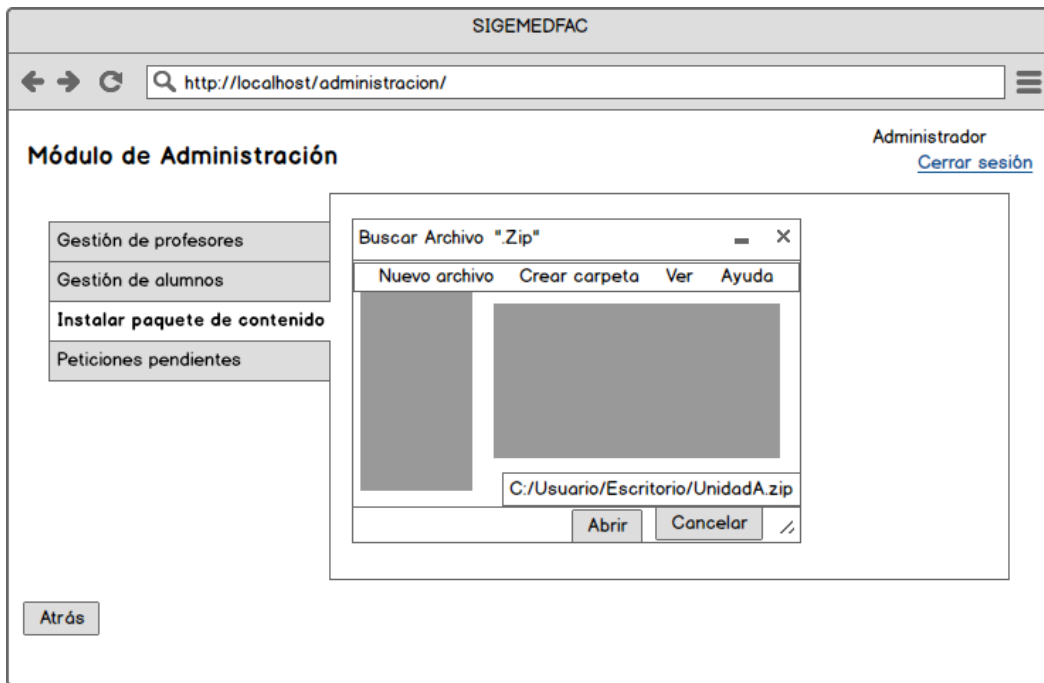 SIGEMEDFAC
http://localhost/administracion/
Administrador
Módulo de Administración
Cerrar sesión
Gestión de profesores
Gestión de alumnos
Instalar paquete de contenido
Peticiones pendientes
Buscar Archivo ".Zip"
Nuevo archivo Crear carpeta Ver Ayuda
C:/Usuario/Escritorio/UnidadA.zip
Abrir Cancelar
Atrás